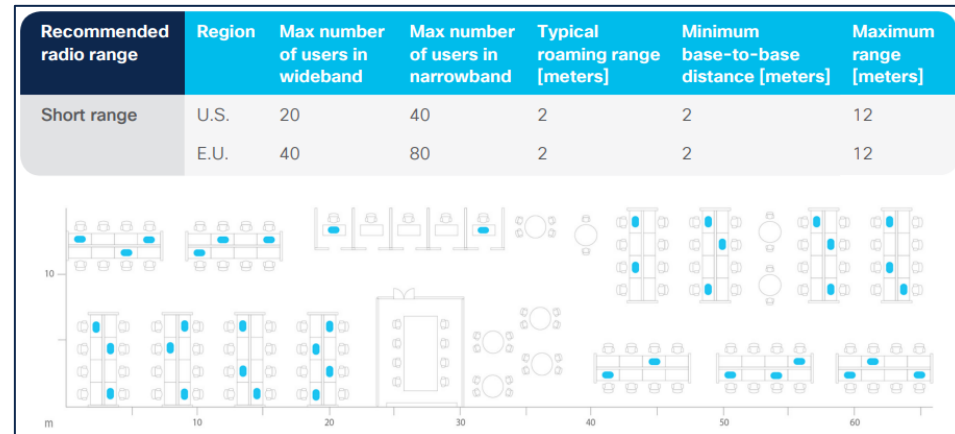 Recommended radio range Region Max number of users in wideband Max number of users in narrowband Typical roaming range [meters] Minimum base-to-base distance [meters] Maximum range [meters]
Short range U.S. 20 40 2 2 12
E.U. 40 80 2 2 12
10
m 10 20 30 40 50 60